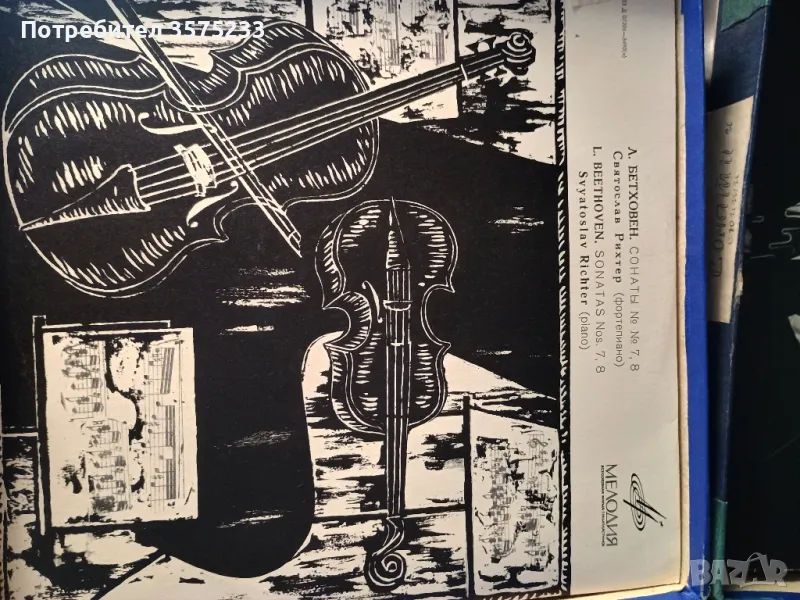 Потребител 3575233
Л. БЕТХОВЕН. СОНАТЫ № № 7, 8
Святослав Рихтер (фортепиано)
L. BEETHOVEN. SONATAS Nos. 7, 8
Svyatoslav Richter (piano)
МЕЛОДИЯ
BAZAR